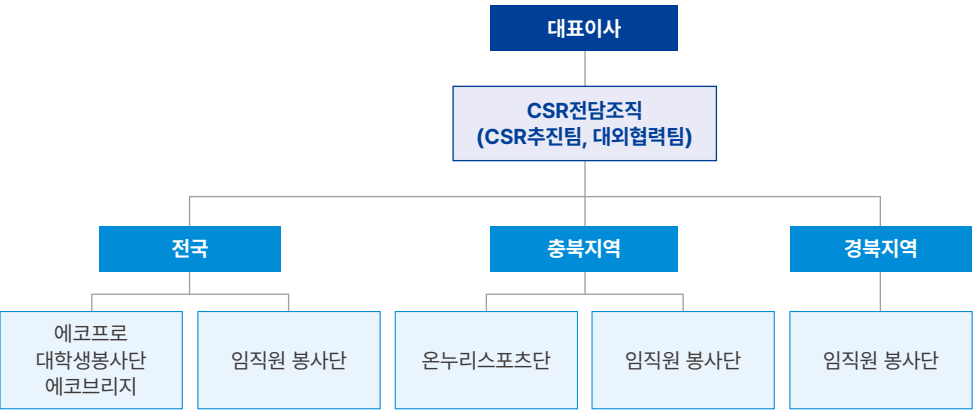 대표이사
CSR전담조직
(CSR추진팀, 대외협력팀)
전국
충북지역
경북지역
에코프로
대학생봉사단
에코브리지
임직원 봉사단
온누리스포츠단
임직원 봉사단
임직원 봉사단